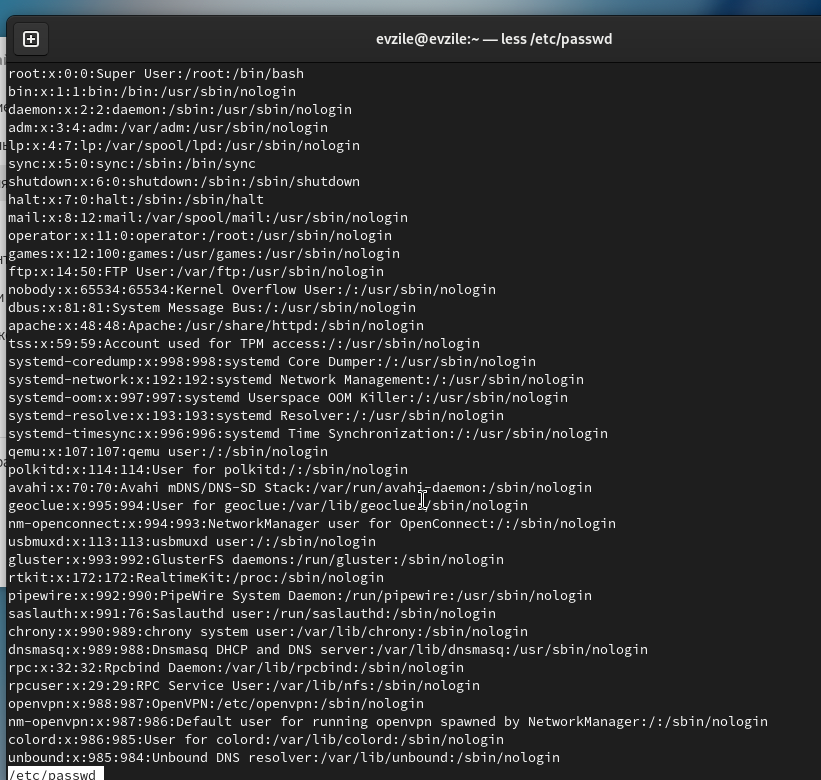 evzile@evzile:~ — less /etc/passwd
root:x:0:0:Super User:/root:/bin/bash
bin:x:1:1:bin:/bin:/usr/sbin/nologin
daemon:x:2:2:daemon:/sbin:/usr/sbin/nologin
adm:x:3:4:adm:/var/adm:/usr/sbin/nologin
lp:x:4:7:lp:/var/spool/lpd:/usr/sbin/nologin
sync:x:5:0:sync:/sbin:/bin/sync
shutdown:x:6:0:shutdown:/sbin:/sbin/shutdown
halt:x:7:0:halt:/sbin:/sbin/halt
mail:x:8:12:mail:/var/spool/mail:/usr/sbin/nologin
operator:x:11:0:operator:/root:/usr/sbin/nologin
games:x:12:100:games:/usr/games:/usr/sbin/nologin
ftp:x:14:50:FTP User:/var/ftp:/usr/sbin/nologin
nobody:x:65534:65534:Kernel Overflow User:/:/usr/sbin/nologin
dbus:x:81:81:System Message Bus:/:/usr/sbin/nologin
apache:x:48:48:Apache:/usr/share/httpd:/sbin/nologin
tss:x:59:59:Account used for TPM access:/:/usr/sbin/nologin
systemd-coredump:x:998:998:systemd Core Dumper:/:/usr/sbin/nologin
systemd-network:x:192:192:systemd Network Management:/:/usr/sbin/nologin
systemd-oom:x:997:997:systemd Userspace OOM Killer:/:/usr/sbin/nologin
systemd-resolve:x:193:193:systemd Resolver:/:/usr/sbin/nologin
systemd-timesync:x:996:996:systemd Time Synchronization:/:/usr/sbin/nologin
qemu:x:107:107:qemu user:/:/sbin/nologin
polkitd:x:114:114:User for polkitd:/:/sbin/nologin
avahi:x:70:70:Avahi mDNS/DNS-SD Stack:/var/run/avahi-daemon:/sbin/nologin
geoclue:x:995:994:User for geoclue:/var/lib/geoclue:/sbin/nologin
nm-openconnect:x:994:993:NetworkManager user for OpenConnect:/:/sbin/nologin
usbmuxd:x:113:113:usbmuxd user:/:/sbin/nologin
gluster:x:993:992:GlusterFS daemons:/run/gluster:/sbin/nologin
rtkit:x:172:172:RealtimeKit:/proc:/sbin/nologin
pipewire:x:992:990:PipeWire System Daemon:/run/pipewire:/usr/sbin/nologin
saslauth:x:991:76:Saslauthd user:/run/saslauthd:/sbin/nologin
chrony:x:990:989:chrony system user:/var/lib/chrony:/sbin/nologin
dnsmasq:x:989:988:Dnsmasq DHCP and DNS server:/var/lib/dnsmasq:/usr/sbin/nologin
rpc:x:32:32:Rpcbind Daemon:/var/lib/rpcbind:/sbin/nologin
rpcuser:x:29:29:RPC Service User:/var/lib/nfs:/sbin/nologin
openvpn:x:988:987:OpenVPN:/etc/openvpn:/sbin/nologin
nm-openvpn:x:987:986:Default user for running openvpn spawned by NetworkManager:/:/sbin/nologin
colord:x:986:985:User for colord:/var/lib/colord:/sbin/nologin
unbound:x:985:984:Unbound DNS resolver:/var/lib/unbound:/sbin/nologin
/etc/passwd